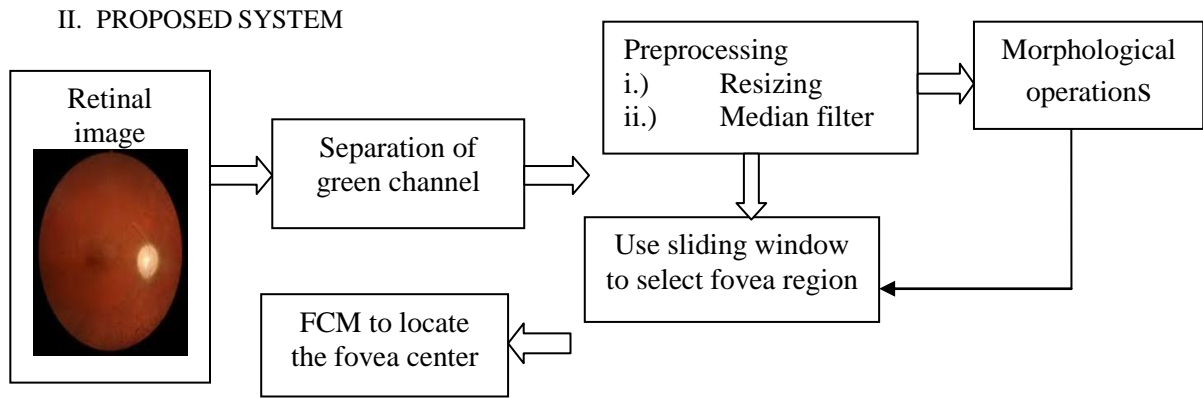 II. PROPOSED SYSTEM
Retinal
image
Separation of
green channel
Preprocessing
i.) Resizing
ii.) Median filter
Morphological
operationS
Use sliding window
to select fovea region
FCM to locate
the fovea center